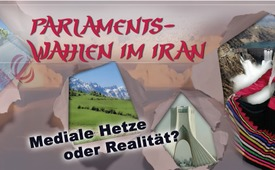 PARLAMENTS-
WAHLEN IM IRAN
Mediale Hetze
oder Realität?